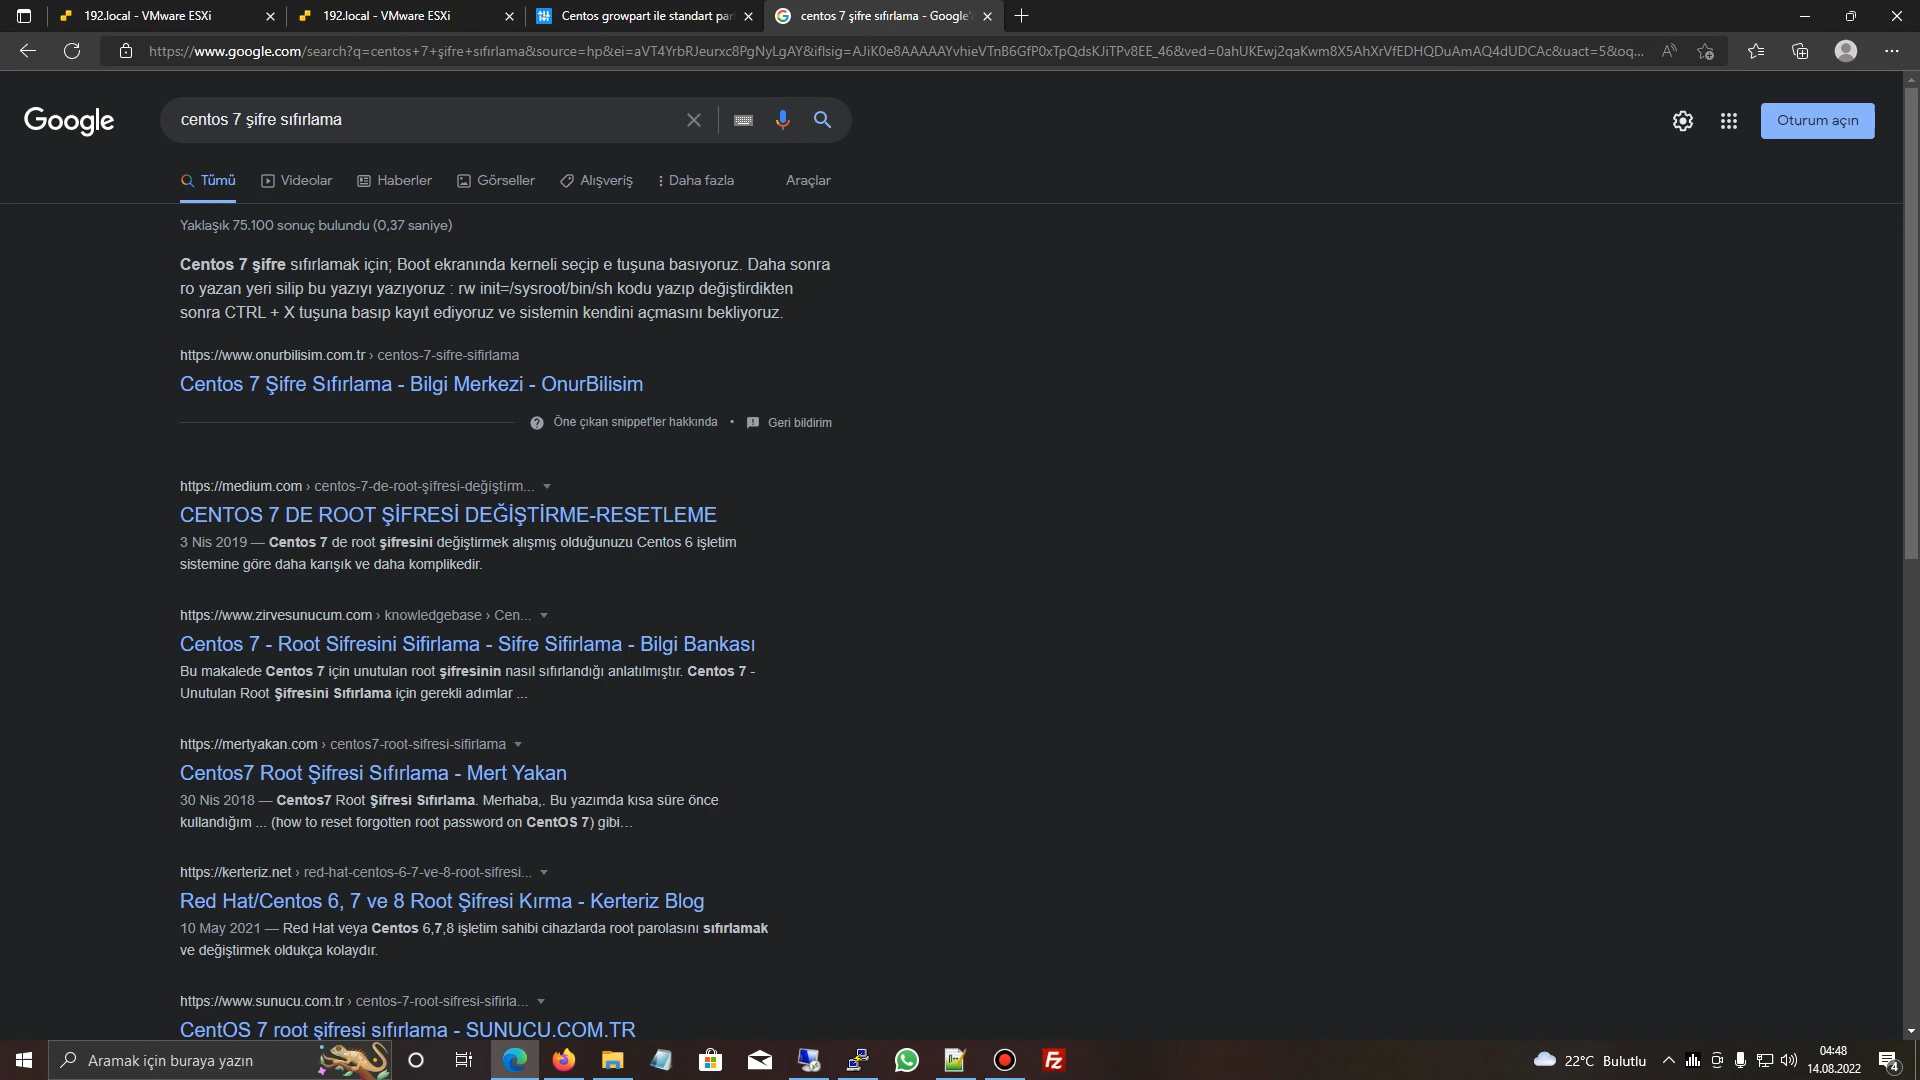 192.local - VMware ESXi
192.local - VMware ESXi
Centos growpart ile standart par
centos 7 şifre sıfırlama - Google'
https://www.google.com/search?q=centos+7+şifre+sıfırlama&source=hp&ei=aVT4YrbRJeurxc8PgNyLgAY&iflsig=AJiK0e8AAAAAYvhieVTnB6GfP0xTpQdsKJiTPv8EE_46&ved=0ahUKEwj2qaKwm8X5AhXrVfEDHQDuAmAQ4dUDCAc&uact=5&oq...
Google
centos 7 şifre sıfırlama
Oturum açın
Tümü
Videolar
Haberler
Görseller
Alışveriş
Daha fazla
Araçlar
Yaklaşık 75.100 sonuç bulundu (0,37 saniye)
Centos 7 şifre sıfırlamak için; Boot ekranında kerneli seçip e tuşuna basıyoruz. Daha sonra
ro yazan yeri silip bu yazıyı yazıyoruz : rw init=/sysroot/bin/sh kodu yazıp değiştirdikten
sonra CTRL + X tuşuna basıp kayıt ediyoruz ve sistemin kendini açmasını bekliyoruz.
https://www.onurbilisim.com.tr › centos-7-sifre-sifirlama
Centos 7 Şifre Sıfırlama - Bilgi Merkezi - OnurBilisim
Öne çıkan snippet'ler hakkında • Geri bildirim
https://medium.com › centos-7-de-root-şifresi-değiştirm...
CENTOS 7 DE ROOT ŞİFRESİ DEĞİŞTİRME-RESETLEME
3 Nis 2019 — Centos 7 de root şifresini değiştirmek alışmış olduğunuzu Centos 6 işletim
sistemine göre daha karışık ve daha komplikedir.
https://www.zirvesunucum.com › knowledgebase › Cen...
Centos 7 - Root Sifresini Sifirlama - Sifre Sifirlama - Bilgi Bankası
Bu makalede Centos 7 için unutulan root şifresinin nasıl sıfırlandığı anlatılmıştır. Centos 7 -
Unutulan Root Şifresini Sıfırlama için gerekli adımlar ...
https://mertyakan.com › centos7-root-sifresi-sifirlama
Centos7 Root Şifresi Sıfırlama - Mert Yakan
30 Nis 2018 — Centos7 Root Şifresi Sıfırlama. Merhaba,. Bu yazımda kısa süre önce
kullandığım ... (how to reset forgotten root password on CentOS 7) gibi…
https://kerteriz.net › red-hat-centos-6-7-ve-8-root-sifresi...
Red Hat/Centos 6, 7 ve 8 Root Şifresi Kırma - Kerteriz Blog
10 May 2021 — Red Hat veya Centos 6,7,8 işletim sahibi cihazlarda root parolasını sıfırlamak
ve değiştirmek oldukça kolaydır.
https://www.sunucu.com.tr › centos-7-root-sifresi-sifirla...
CentOS 7 root şifresi sıfırlama - SUNUCU.COM.TR
Aramak için buraya yazın
Fz
22°C Bulutlu
04:48
14.08.2022
4